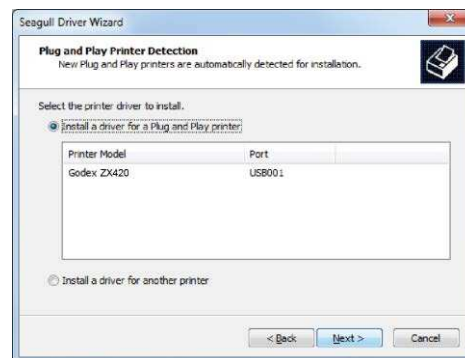 Seagull Driver Wizard
Plug and Play Printer Detection
New Plug and Play printers are automatically detected for installation.
Select the printer driver to install.
Install a driver for a Plug and Play printer
Printer Model Port
Godex ZX420 USB001
Install a driver for another printer
< Back Next > Cancel